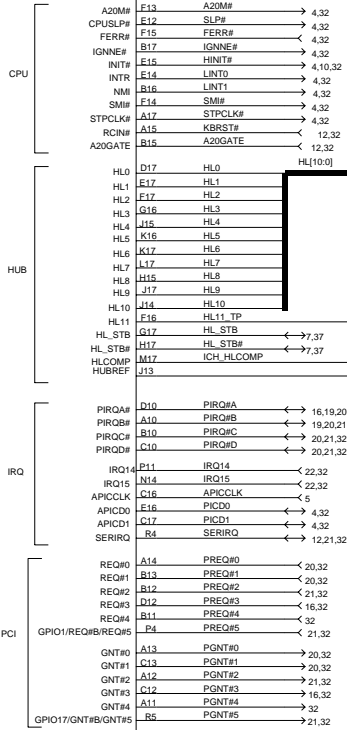 A20M# F13 A20M# 4,32
CPUSLP# E12 SLP# 4,32
FERR# F15 FERR# 4,32
IGNNE# B17 IGNNE# 4,32
INIT# E15 HINIT# 4,10,32
INTR E14 LINT0 4,32
NMI B16 LINT1 4,32
SMI# F14 SMI# 4,32
STPCLK# A17 STPCLK# 4,32
RCIN# A15 KBRST# 12,32
A20GATE B15 A20GATE 12,32
CPU
HL[10:0]
HL0 D17 HL0
HL1 E17 HL1
HL2 F17 HL2
HL3 G16 HL3
HL4 J15 HL4
HL5 K16 HL5
HL6 K17 HL6
HL7 L17 HL7
HL8 H15 HL8
HL9 J17 HL9
HL10 J14 HL10
HL11 F16 HL11_TP
HL_STB G17 HL_STB 7,37
HL_STB# H17 HL_STB# 7,37
HLCOMP M17 ICH_HLCOMP
HUBREF J13
HUB
PIRQA# D10 PIRQ#A 16,19,20
PIRQB# A10 PIRQ#B 19,20,21
PIRQC# B10 PIRQ#C 20,21,32
PIRQD# C10 PIRQ#D 20,21,32
IRQ14 P11 IRQ14 22,32
IRQ15 N14 IRQ15 22,32
APICCLK C16 APICCLK 5
APICD0 E16 PICD0 4,32
APICD1 C17 PICD1 4,32
SERIRQ R4 SERIRQ 12,21,32
IRQ
REQ#0 A14 PREQ#0 20,32
REQ#1 B13 PREQ#1 20,32
REQ#2 B12 PREQ#2 21,32
REQ#3 D12 PREQ#3 16,32
REQ#4 B11 PREQ#4 32
GPIO1/REQ#B/REQ#5 P4 PREQ#5 21,32
PCI
GNT#0 A13 PGNT#0 20,32
GNT#1 C13 PGNT#1 20,32
GNT#2 A12 PGNT#2 21,32
GNT#3 C12 PGNT#3 16,32
GNT#4 A11 PGNT#4 32
GPIO17/GNT#B/GNT#5 R5 PGNT#5 21,32